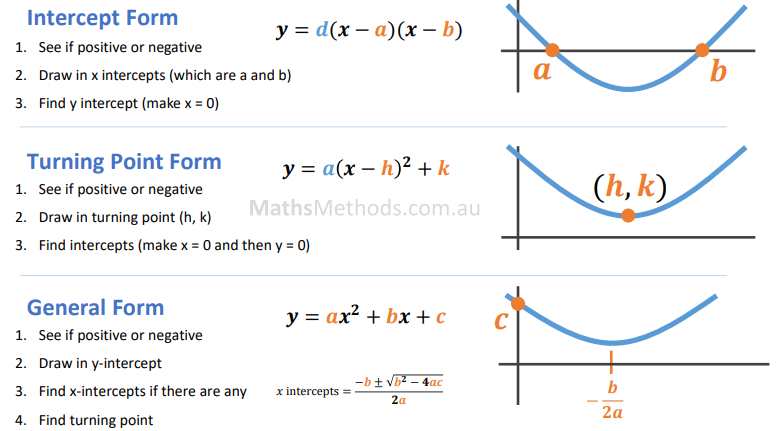 Intercept Form
y = d(x − a)(x − b)
1. See if positive or negative
2. Draw in x intercepts (which are a and b)
3. Find y intercept (make x = 0)
a
b
Turning Point Form
y = a(x − h)² + k
1. See if positive or negative
2. Draw in turning point (h, k)
3. Find intercepts (make x = 0 and then y = 0)
MathsMethods.com.au
(h, k)
General Form
y = ax² + bx + c
1. See if positive or negative
2. Draw in y-intercept
3. Find x-intercepts if there are any
4. Find turning point
x intercepts = −b ± √b² − 4ac
2a
c
− b
2a